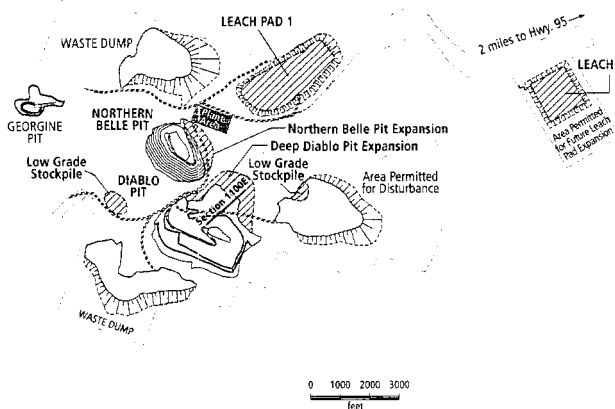 WASTE DUMP
LEACH PAD 1
2 miles to Hwy. 95
LEACH
Area Permitted
for Future Leach
Pad Expansion
GEORGINE
PIT
NORTHERN
BELLE PIT
Plant
Area
Northern Belle Pit Expansion
Deep Diablo Pit Expansion
Low Grade
Stockpile
Low Grade
Stockpile
DIABLO
PIT
Section 1100E
Area Permitted
for Disturbance
WASTE DUMP
0 1000 2000 3000
feet